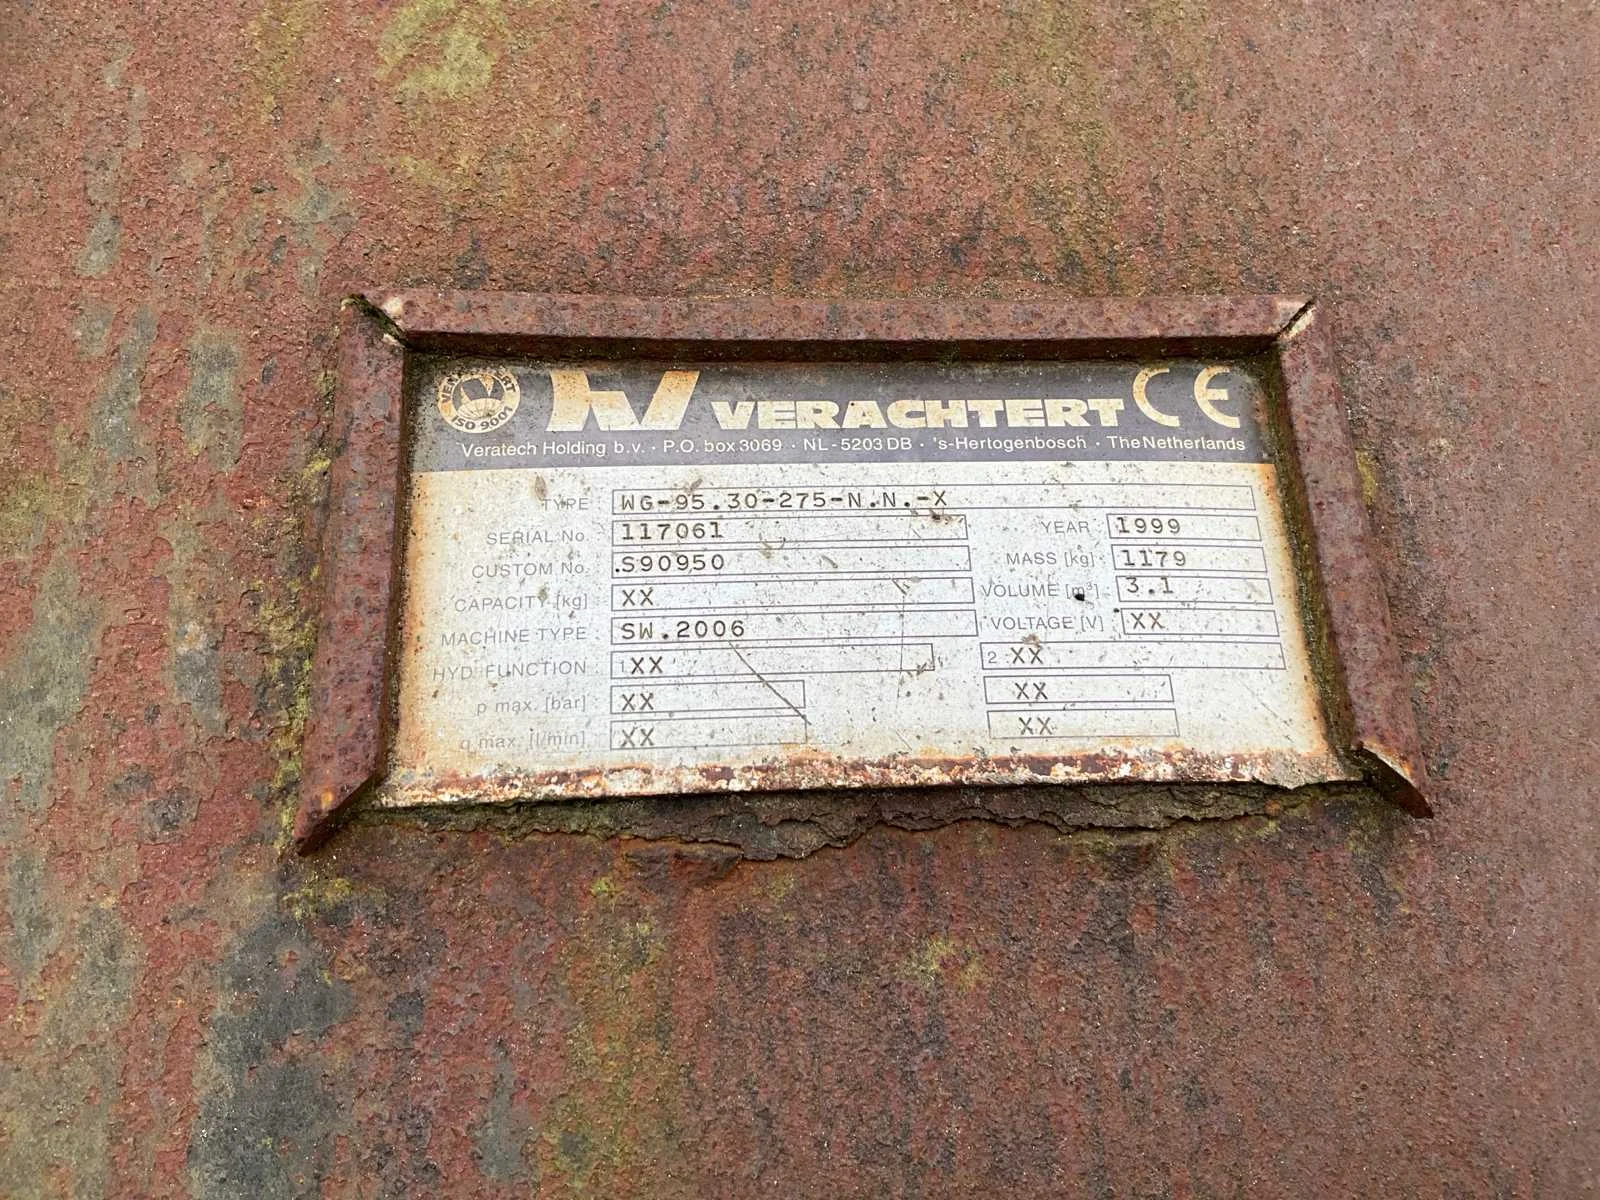 VERACHTERT ISO 9001 VERACHTERT CE
Veratech Holding b.v. · P.O. box 3069 · NL-5203 DB · 's-Hertogenbosch · The Netherlands
TYPE : WG-95.30-275-N.N.-X
SERIAL No. : 117061 YEAR : 1999
CUSTOM No. : .S90950 MASS [kg] : 1179
CAPACITY [kg] : XX VOLUME [m³] : 3.1
MACHINE TYPE : SW.2006 VOLTAGE [V] : XX
HYD. FUNCTION : 1 XX 2 : XX
p max. [bar] : XX XX
q max. [l/min] : XX XX